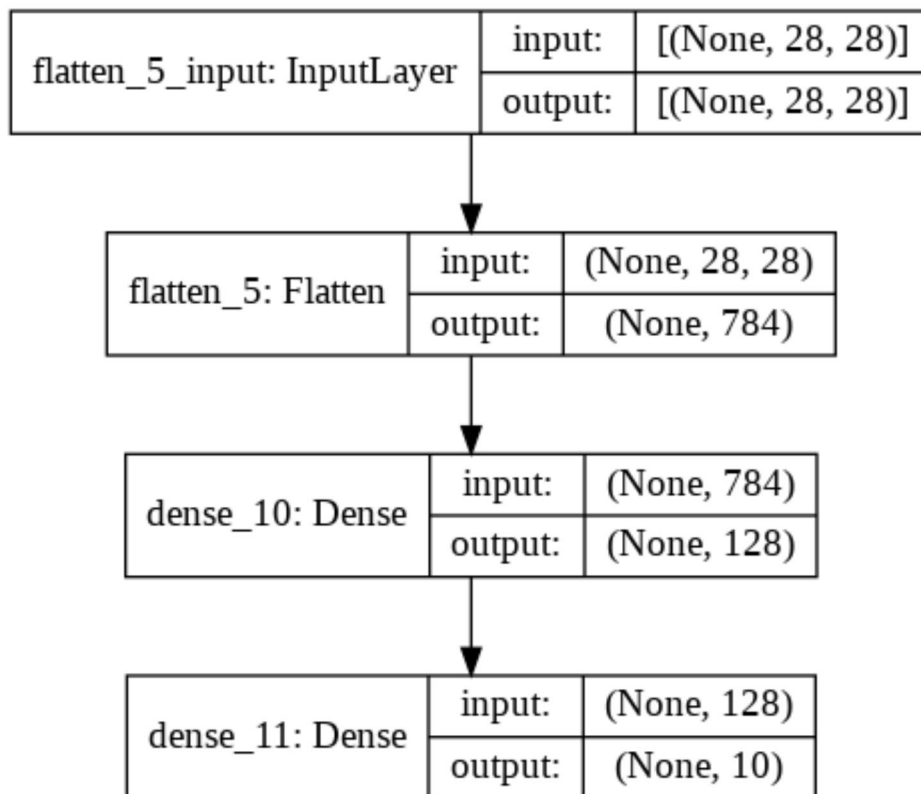 flatten_5_input: InputLayer
input: [(None, 28, 28)]
output: [(None, 28, 28)]
flatten_5: Flatten
input: (None, 28, 28)
output: (None, 784)
dense_10: Dense
input: (None, 784)
output: (None, 128)
dense_11: Dense
input: (None, 128)
output: (None, 10)